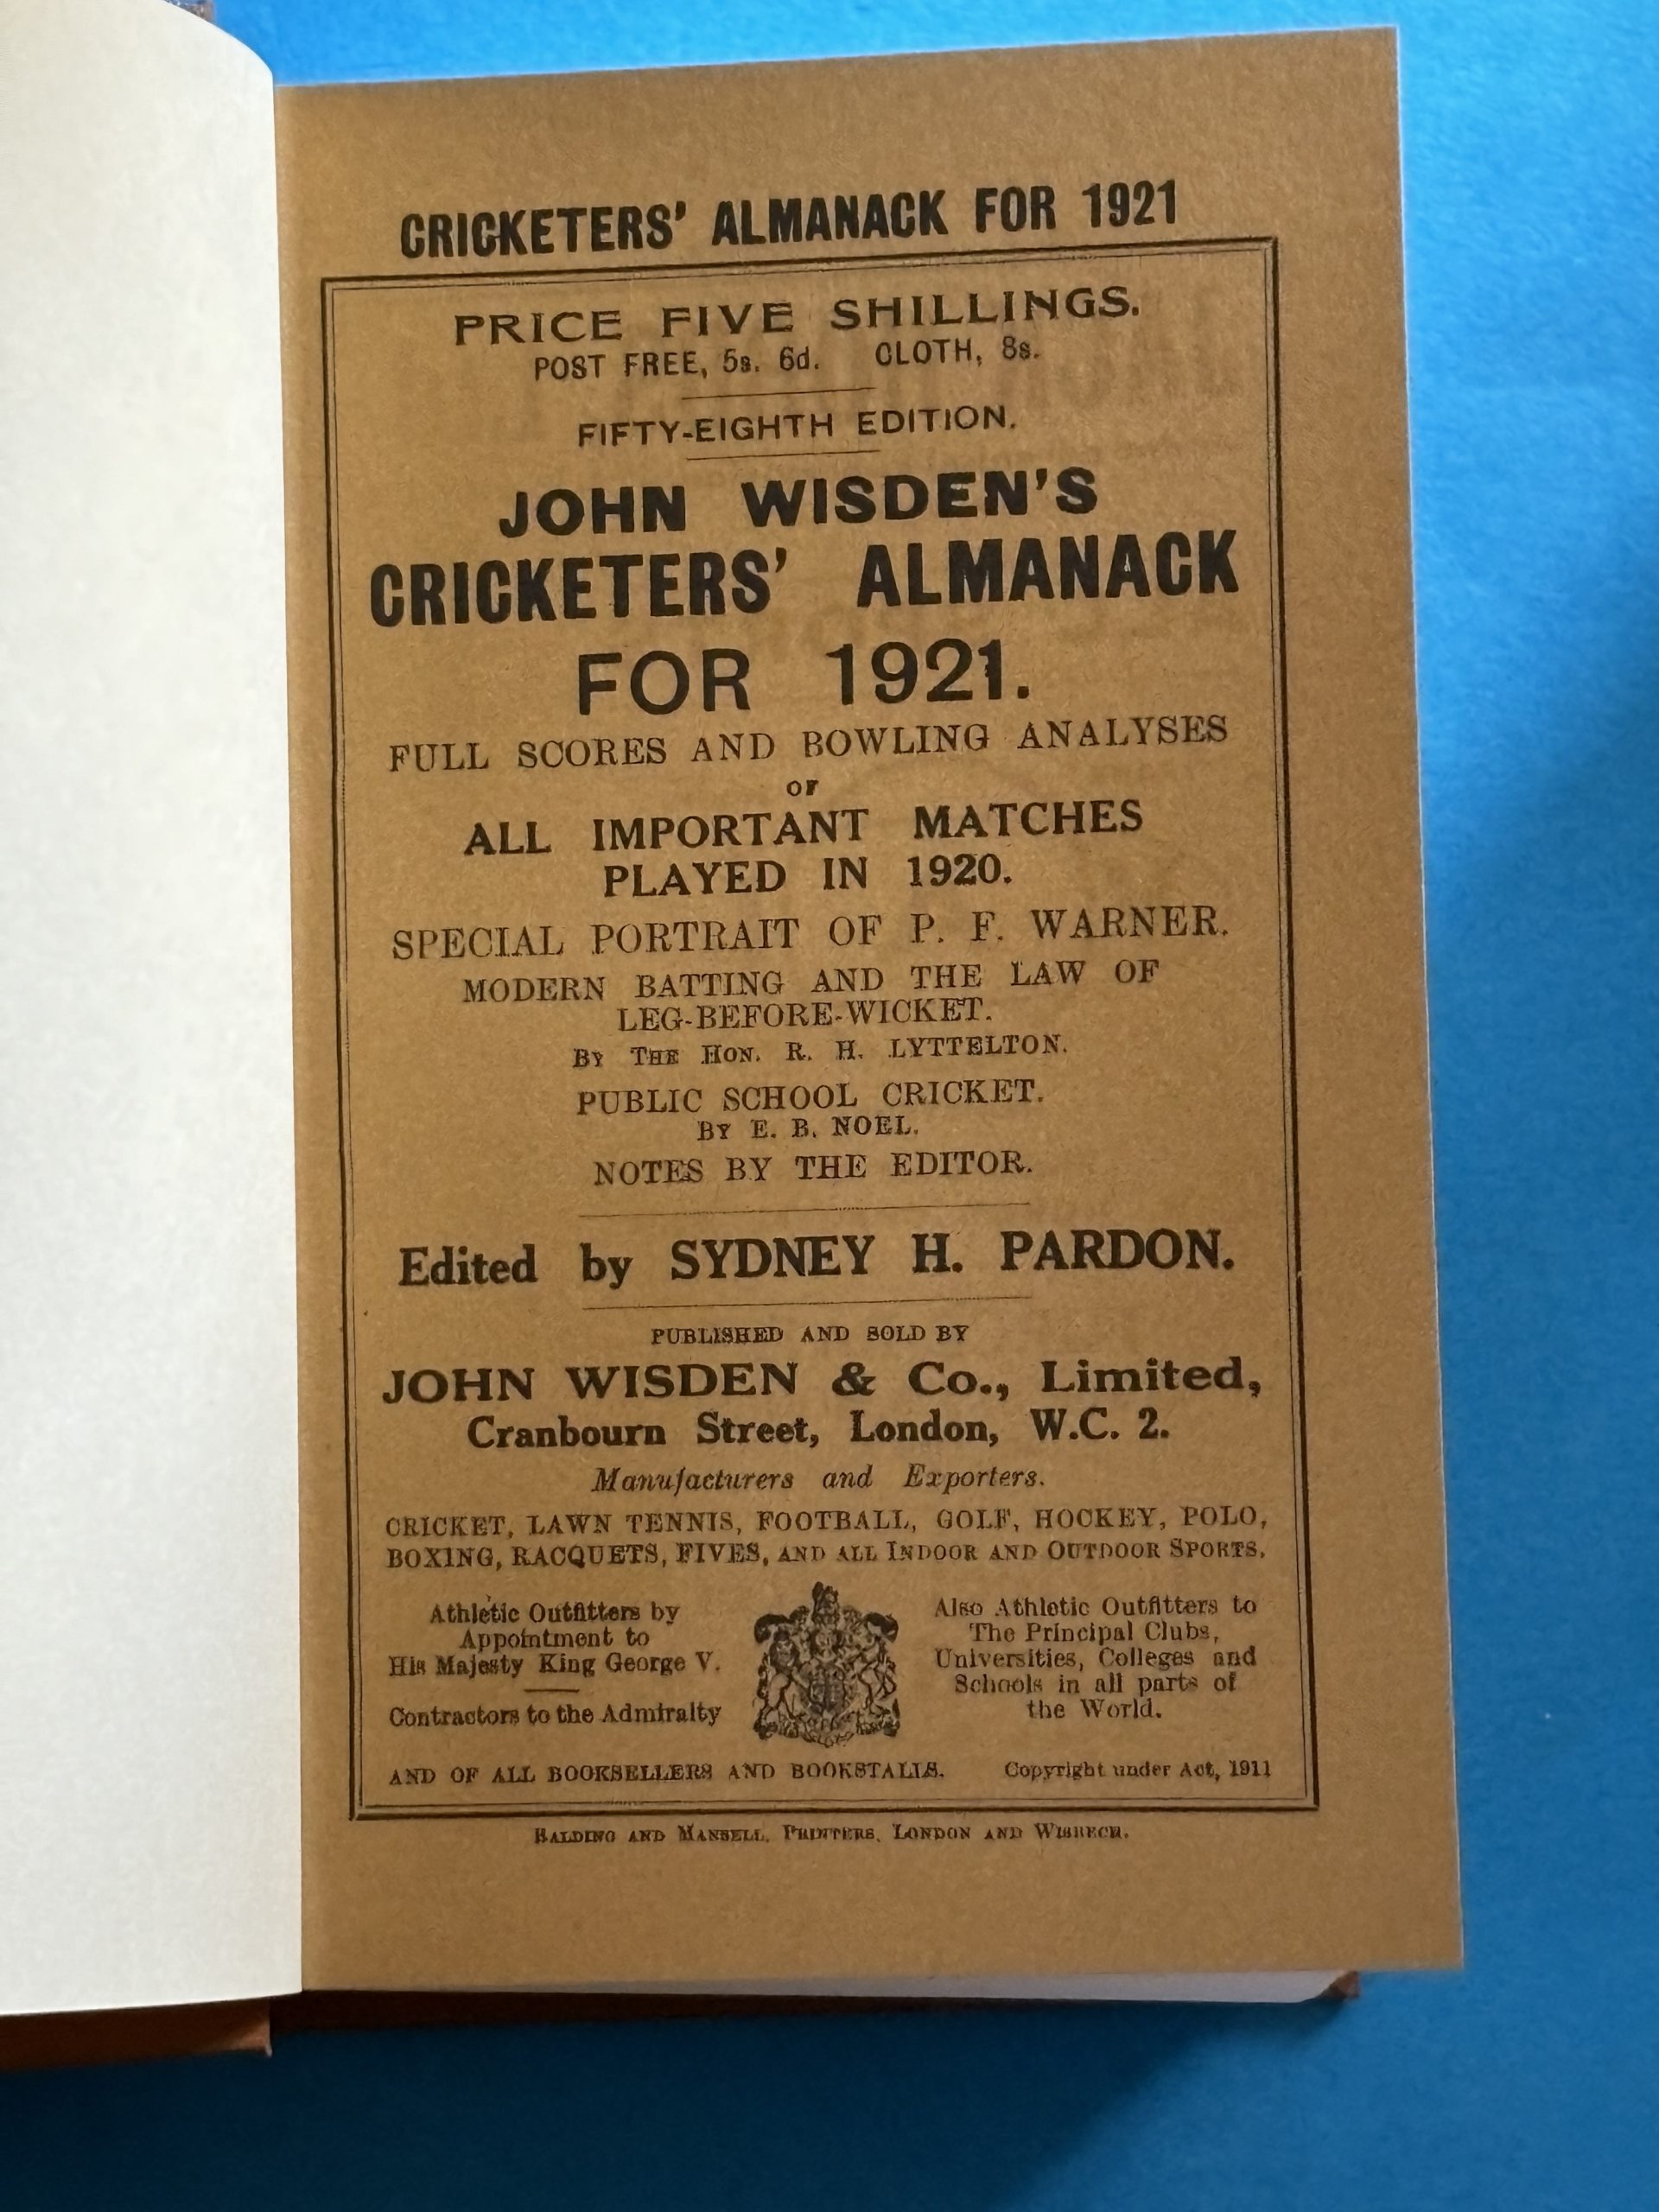 CRICKETERS' ALMANACK FOR 1921
PRICE FIVE SHILLINGS.
POST FREE, 5s. 6d. CLOTH, 8s.
FIFTY-EIGHTH EDITION.
JOHN WISDEN'S
CRICKETERS' ALMANACK
FOR 1921.
FULL SCORES AND BOWLING ANALYSES
OF
ALL IMPORTANT MATCHES
PLAYED IN 1920.
SPECIAL PORTRAIT OF P. F. WARNER.
MODERN BATTING AND THE LAW OF
LEG-BEFORE-WICKET.
BY THE HON. R. H. LYTTELTON.
PUBLIC SCHOOL CRICKET.
BY E. B. NOEL.
NOTES BY THE EDITOR.
Edited by SYDNEY H. PARDON.
PUBLISHED AND SOLD BY
JOHN WISDEN & Co., Limited,
Cranbourn Street, London, W.C. 2.
Manufacturers and Exporters.
CRICKET, LAWN TENNIS, FOOTBALL, GOLF, HOCKEY, POLO,
BOXING, RACQUETS, FIVES, AND ALL INDOOR AND OUTDOOR SPORTS,
Athletic Outfitters by
Appointment to
His Majesty King George V.
Contractors to the Admiralty
Also Athletic Outfitters to
The Principal Clubs,
Universities, Colleges and
Schools in all parts of
the World.
AND OF ALL BOOKSELLERS AND BOOKSTALLS. Copyright under Act, 1911
BALDING AND MANSELL, PRINTERS, LONDON AND WISBECH.